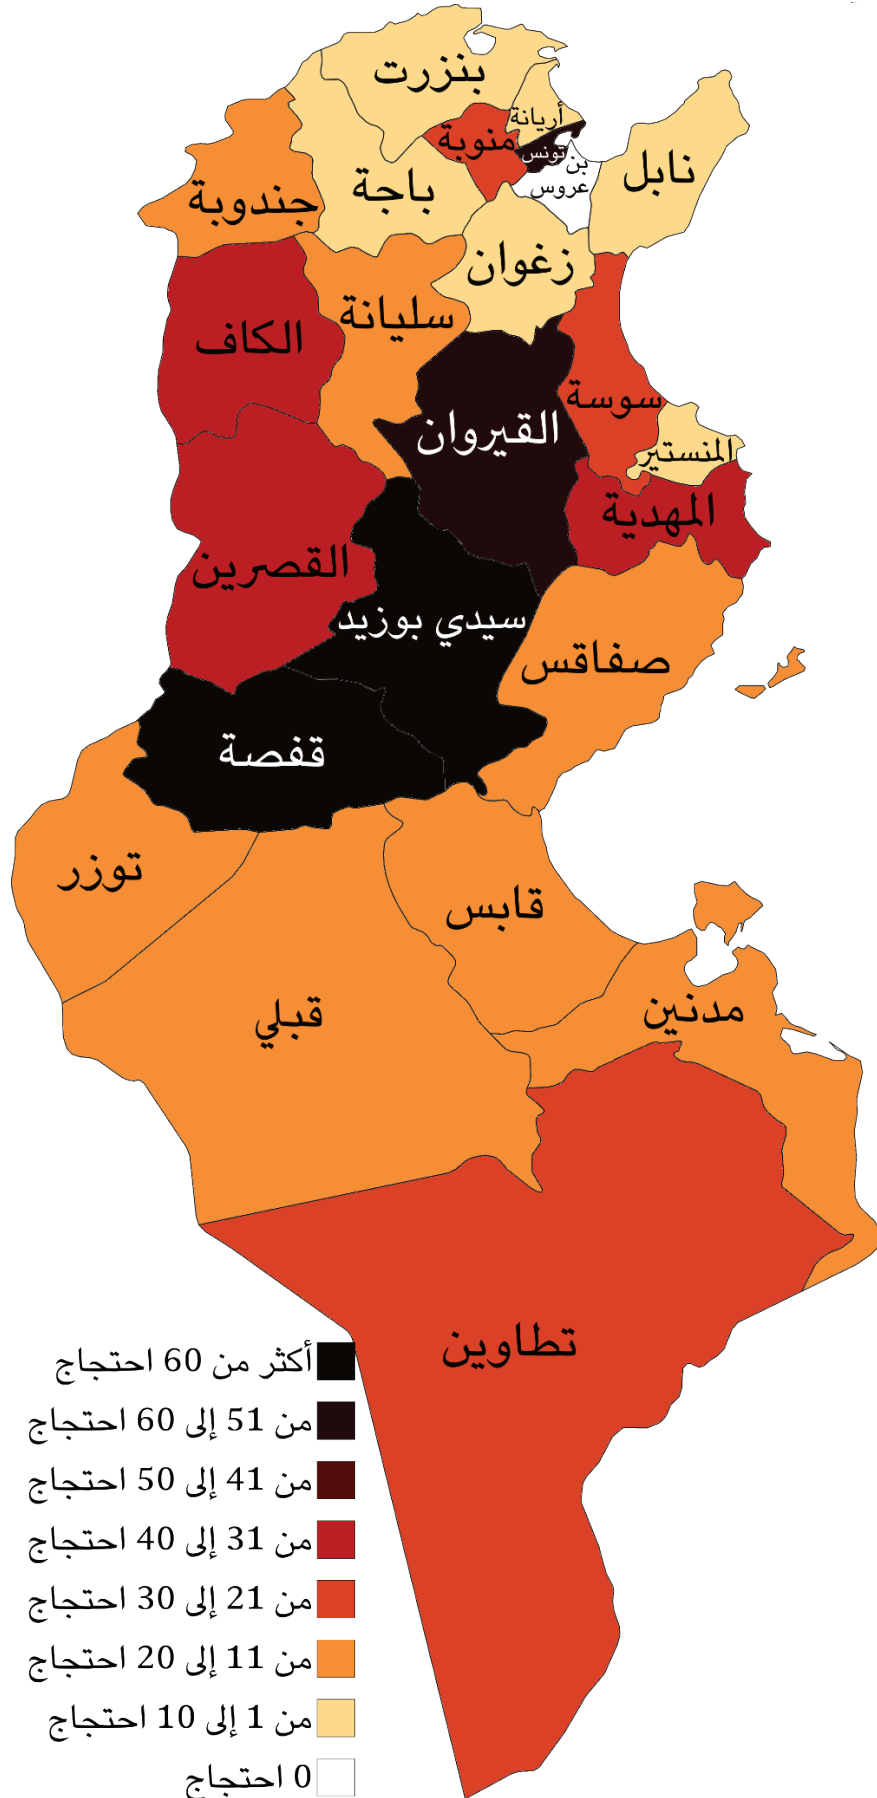 بنزرت
أريانة
منوبة
تونس
بن
عروس
نابل
باجة
جندوبة
زغوان
سليانة
الكاف
سوسة
القيروان
المنستير
المهدية
القصرين
سيدي بوزيد
صفاقس
قفصة
توزر
قابس
قبلي
مدنين
تطاوين
أكثر من 60 احتجاج
من 51 إلى 60 احتجاج
من 41 إلى 50 احتجاج
من 31 إلى 40 احتجاج
من 21 إلى 30 احتجاج
من 11 إلى 20 احتجاج
من 1 إلى 10 احتجاج
0 احتجاج